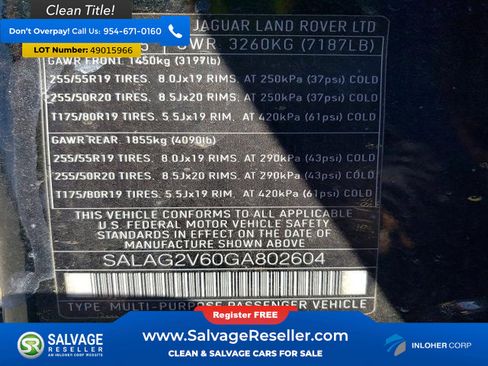 JAGUAR LAND ROVER LTD
Don't Pay! Subscribe!
Call us: 954-671-0160
GVWR. 3260KG (7187LB)
Lot Number: 49015966
GAWR FRONT. 1450kg (3197lb)
255/55R19 TIRES. 8.0Jx19 RIMS. AT 250kPa (37psi) COLD
255/50R20 TIRES. 8.5Jx20 RIMS. AT 250kPa (37psi) COLD
T175/80R19 TIRES. 5.5Jx19 RIM. AT 420kPa (61psi) COLD
GAWR REAR. 1855kg (4090lb)
255/55R19 TIRES. 8.0Jx19 RIMS. AT 290kPa (43psi) COLD
255/50R20 TIRES. 8.5Jx20 RIMS. AT 290kPa (43psi) COLD
T175/80R19 TIRES. 5.5Jx19 RIM. AT 420kPa (61psi) COLD
THIS VEHICLE CONFORMS TO ALL APPLICABLE
U.S. FEDERAL MOTOR VEHICLE SAFETY
STANDARDS IN EFFECT ON THE DATE OF
MANUFACTURE SHOWN ABOVE.
SALAG2V60GA802604
TYPE: MULTI-PURPOSE PASSENGER VEHICLE
Register FREE
SALVAGE
RESELLER
AN INLOHER CORP WEBSITE
www.SalvageReseller.com
CLEAN & SALVAGE CARS FOR SALE
INLOHER CORP